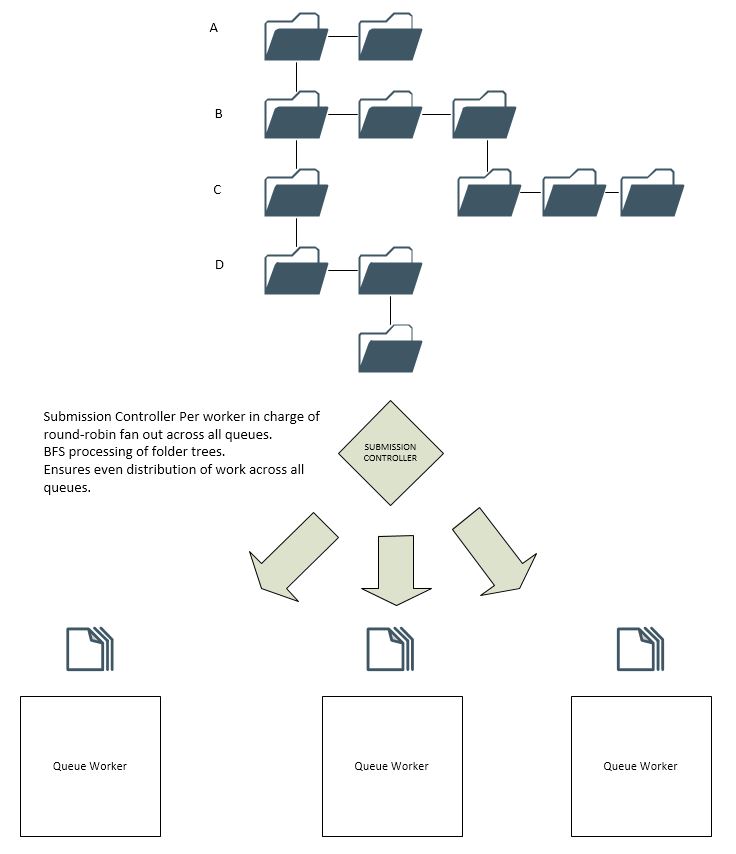 A
B
C
D
Submission Controller Per worker in charge of
round-robin fan out across all queues.
BFS processing of folder trees.
Ensures even distribution of work across all
queues.
SUBMISSION
CONTROLLER
Queue Worker
Queue Worker
Queue Worker